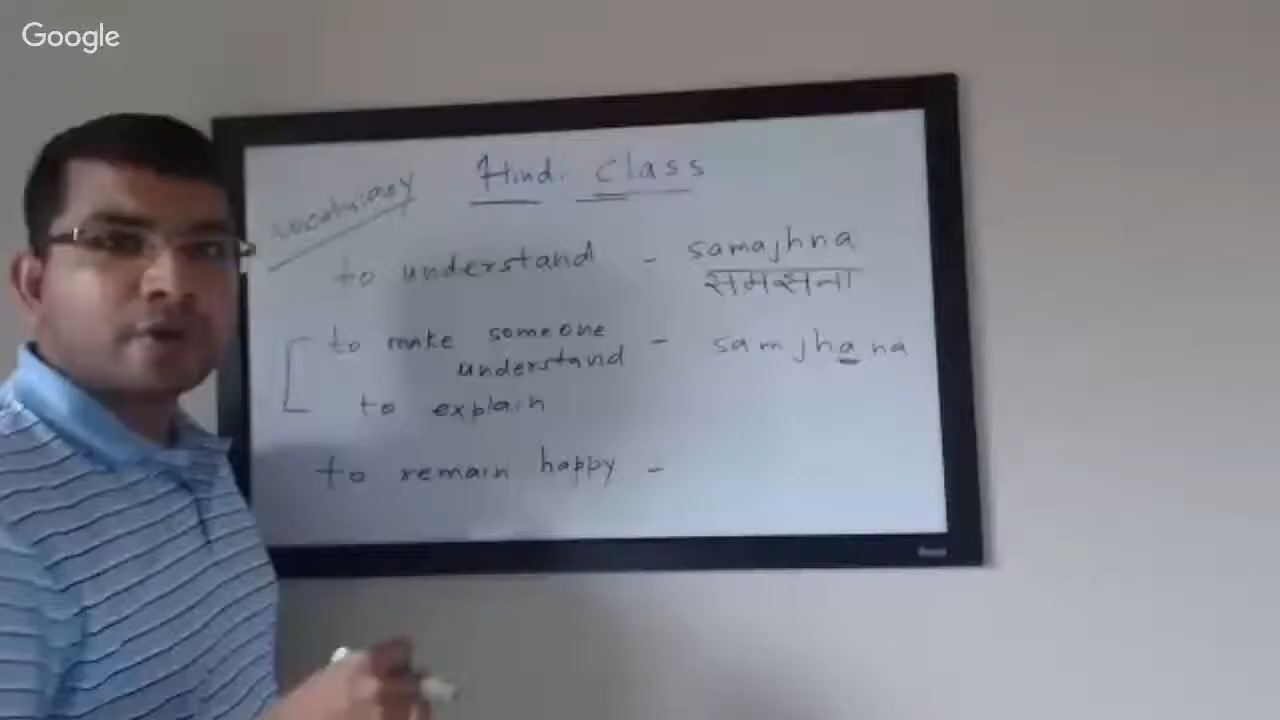 Google
Hindi class
vocabulary
to understand - samajhna
समझना
to make someone - samjhana
understand
to explain
to remain happy -